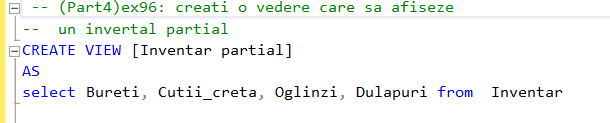 -- (Part4)ex96: creati o vedere care sa afiseze
-- un invertal partial
CREATE VIEW [Inventar partial]
AS
select Bureti, Cutii_creta, Oglinzi, Dulapuri from  Inventar